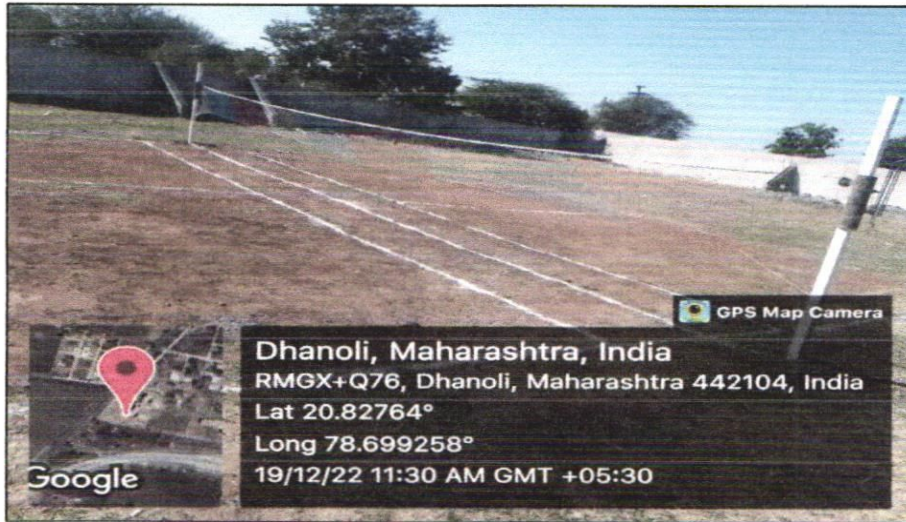 GPS Map Camera
Dhanoli, Maharashtra, India
RMGX+Q76, Dhanoli, Maharashtra 442104, India
Lat 20.82764°
Long 78.699258°
19/12/22 11:30 AM GMT +05:30
Google